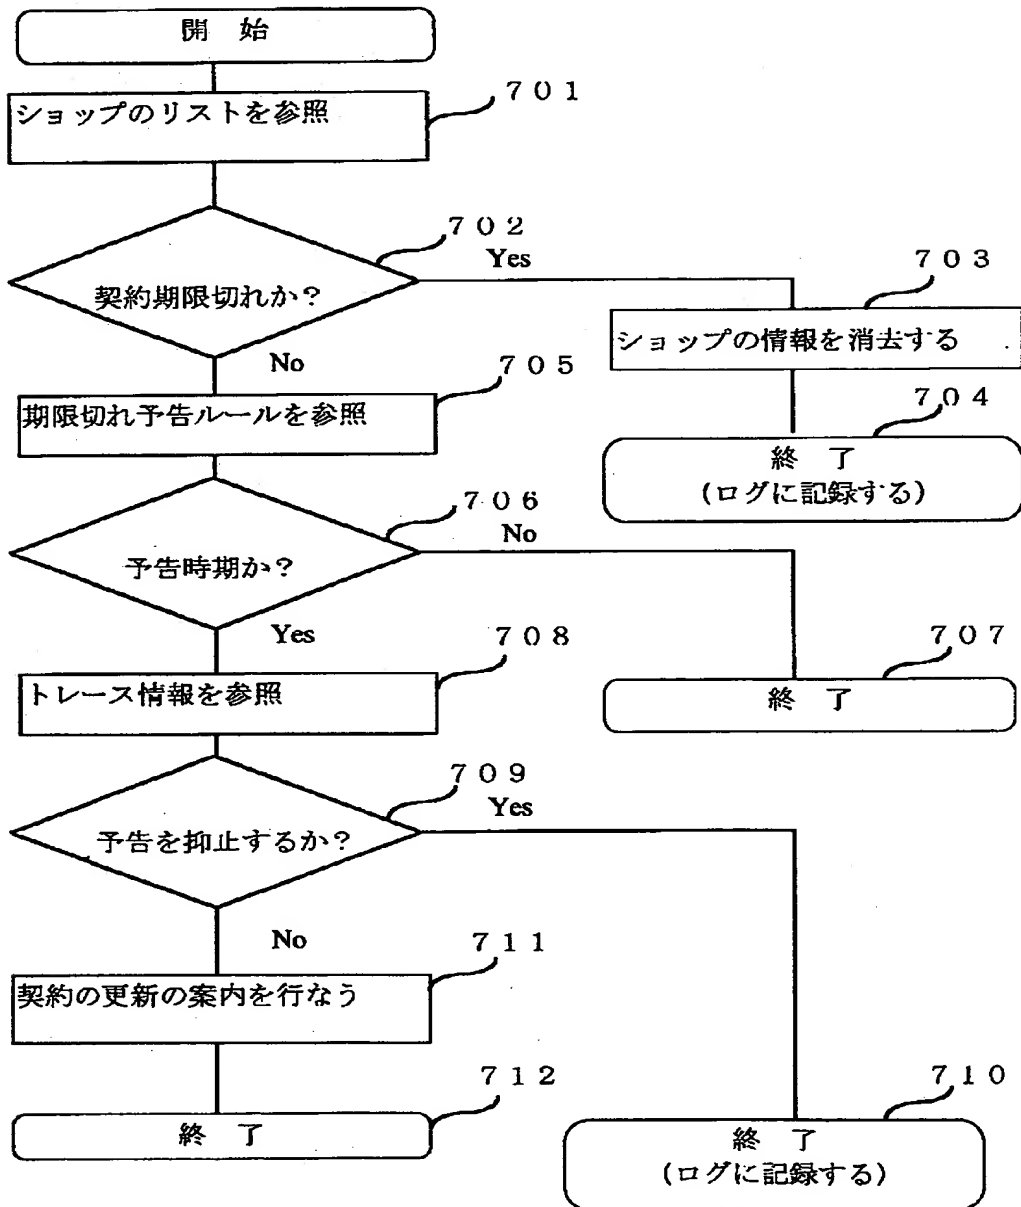 開 始
701
ショップのリストを参照
702
Yes
契約期限切れか?
703
ショップの情報を消去する
No
705
704
期限切れ予告ルールを参照
終 了
(ログに記録する)
706
No
予告時期か?
Yes
708
707
トレース情報を参照
終 了
709
Yes
予告を抑止するか?
No
711
契約の更新の案内を行なう
712
710
終 了
終 了
(ログに記録する)